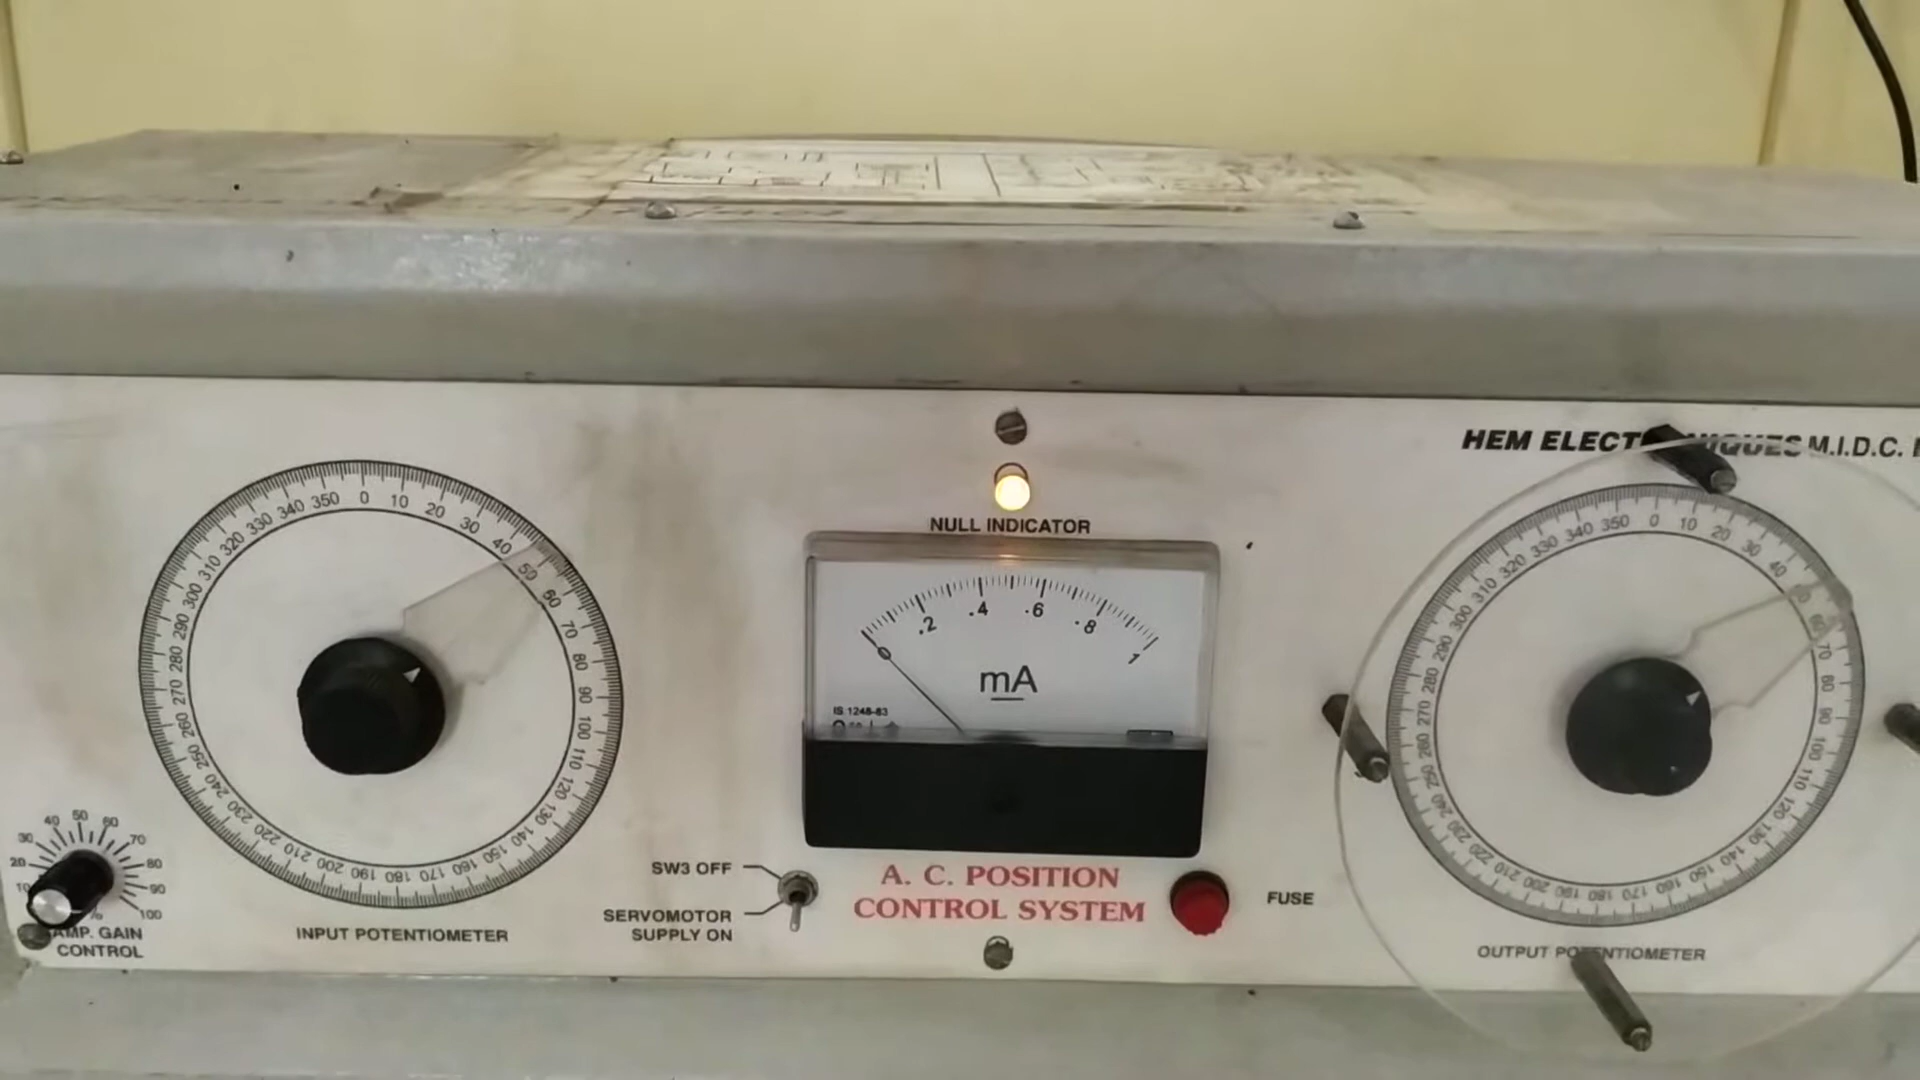 HEM ELECTRONIQUES M.I.D.C.
0 10 20 30 40 50 60 70 80 90 100 110 120 130 140 150 160 170 180 190 200 210 220 230 240 250 260 270 280 290 300 310 320 330 340 350
INPUT POTENTIOMETER
30 40 50 60 70 80 90 100
20
10
%
AMP. GAIN
CONTROL
NULL INDICATOR
0 .2 .4 .6 .8 1
mA
IS 1248-83
SW3 OFF
SERVOMOTOR
SUPPLY ON
A. C. POSITION
CONTROL SYSTEM
FUSE
0 10 20 30 40 50 60 70 80 90 100 110 120 130 140 150 160 170 180 190 200 210 220 230 240 250 260 270 280 290 300 310 320 330 340 350
OUTPUT POTENTIOMETER